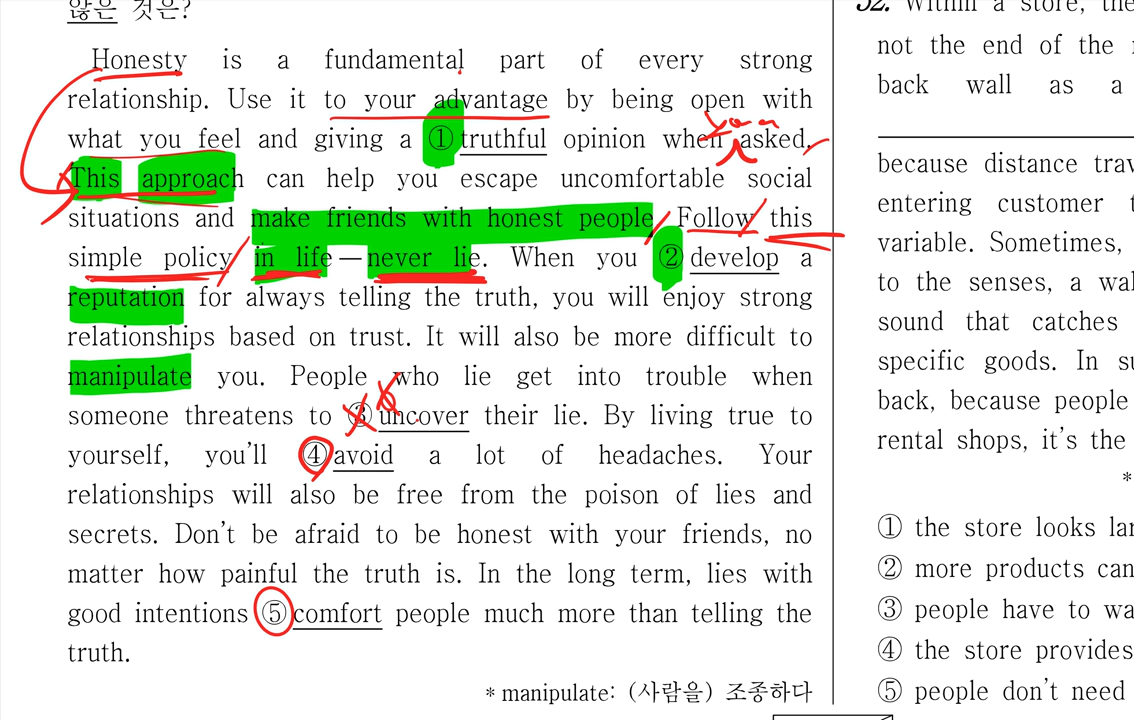 않은 것은?
Honesty is a fundamental part of every strong
relationship. Use it to your advantage by being open with
what you feel and giving a ① truthful opinion when asked.
This approach can help you escape uncomfortable social
situations and make friends with honest people. Follow this
simple policy in life — never lie. When you ② develop a
reputation for always telling the truth, you will enjoy strong
relationships based on trust. It will also be more difficult to
manipulate you. People who lie get into trouble when
someone threatens to ③ uncover their lie. By living true to
yourself, you'll ④ avoid a lot of headaches. Your
relationships will also be free from the poison of lies and
secrets. Don't be afraid to be honest with your friends, no
matter how painful the truth is. In the long term, lies with
good intentions ⑤ comfort people much more than telling the
truth.
* manipulate: (사람을) 조종하다
32. Within a store, the
not the end of the
back wall as a
because distance trav
entering customer
variable. Sometimes,
to the senses, a wal
sound that catches
specific goods. In su
back, because people
rental shops, it's the
*
① the store looks lar
② more products can
③ people have to wa
④ the store provides
⑤ people don't need